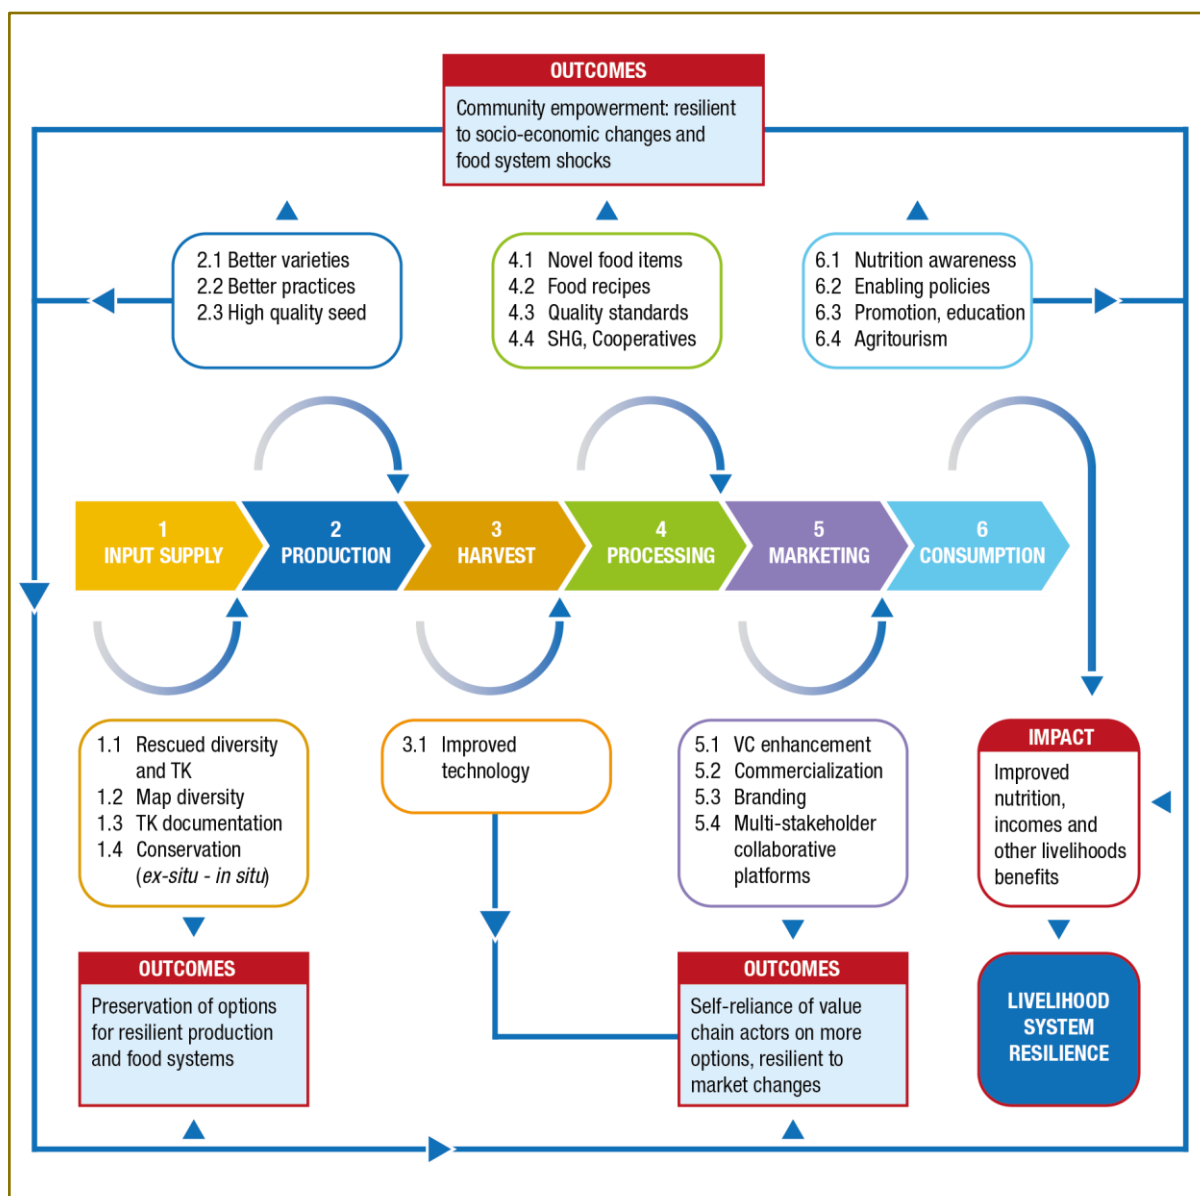 OUTCOMES
Community empowerment: resilient
to socio-economic changes and
food system shocks
2.1 Better varieties
2.2 Better practices
2.3 High quality seed
4.1 Novel food items
4.2 Food recipes
4.3 Quality standards
4.4 SHG, Cooperatives
6.1 Nutrition awareness
6.2 Enabling policies
6.3 Promotion, education
6.4 Agritourism
1
INPUT SUPPLY
2
PRODUCTION
3
HARVEST
4
PROCESSING
5
MARKETING
6
CONSUMPTION
1.1 Rescued diversity
and TK
1.2 Map diversity
1.3 TK documentation
1.4 Conservation
(ex-situ - in situ)
3.1 Improved
technology
5.1 VC enhancement
5.2 Commercialization
5.3 Branding
5.4 Multi-stakeholder
collaborative
platforms
IMPACT
Improved
nutrition,
incomes and
other livelihoods
benefits
OUTCOMES
Preservation of options
for resilient production
and food systems
OUTCOMES
Self-reliance of value
chain actors on more
options, resilient to
market changes
LIVELIHOOD
SYSTEM
RESILIENCE